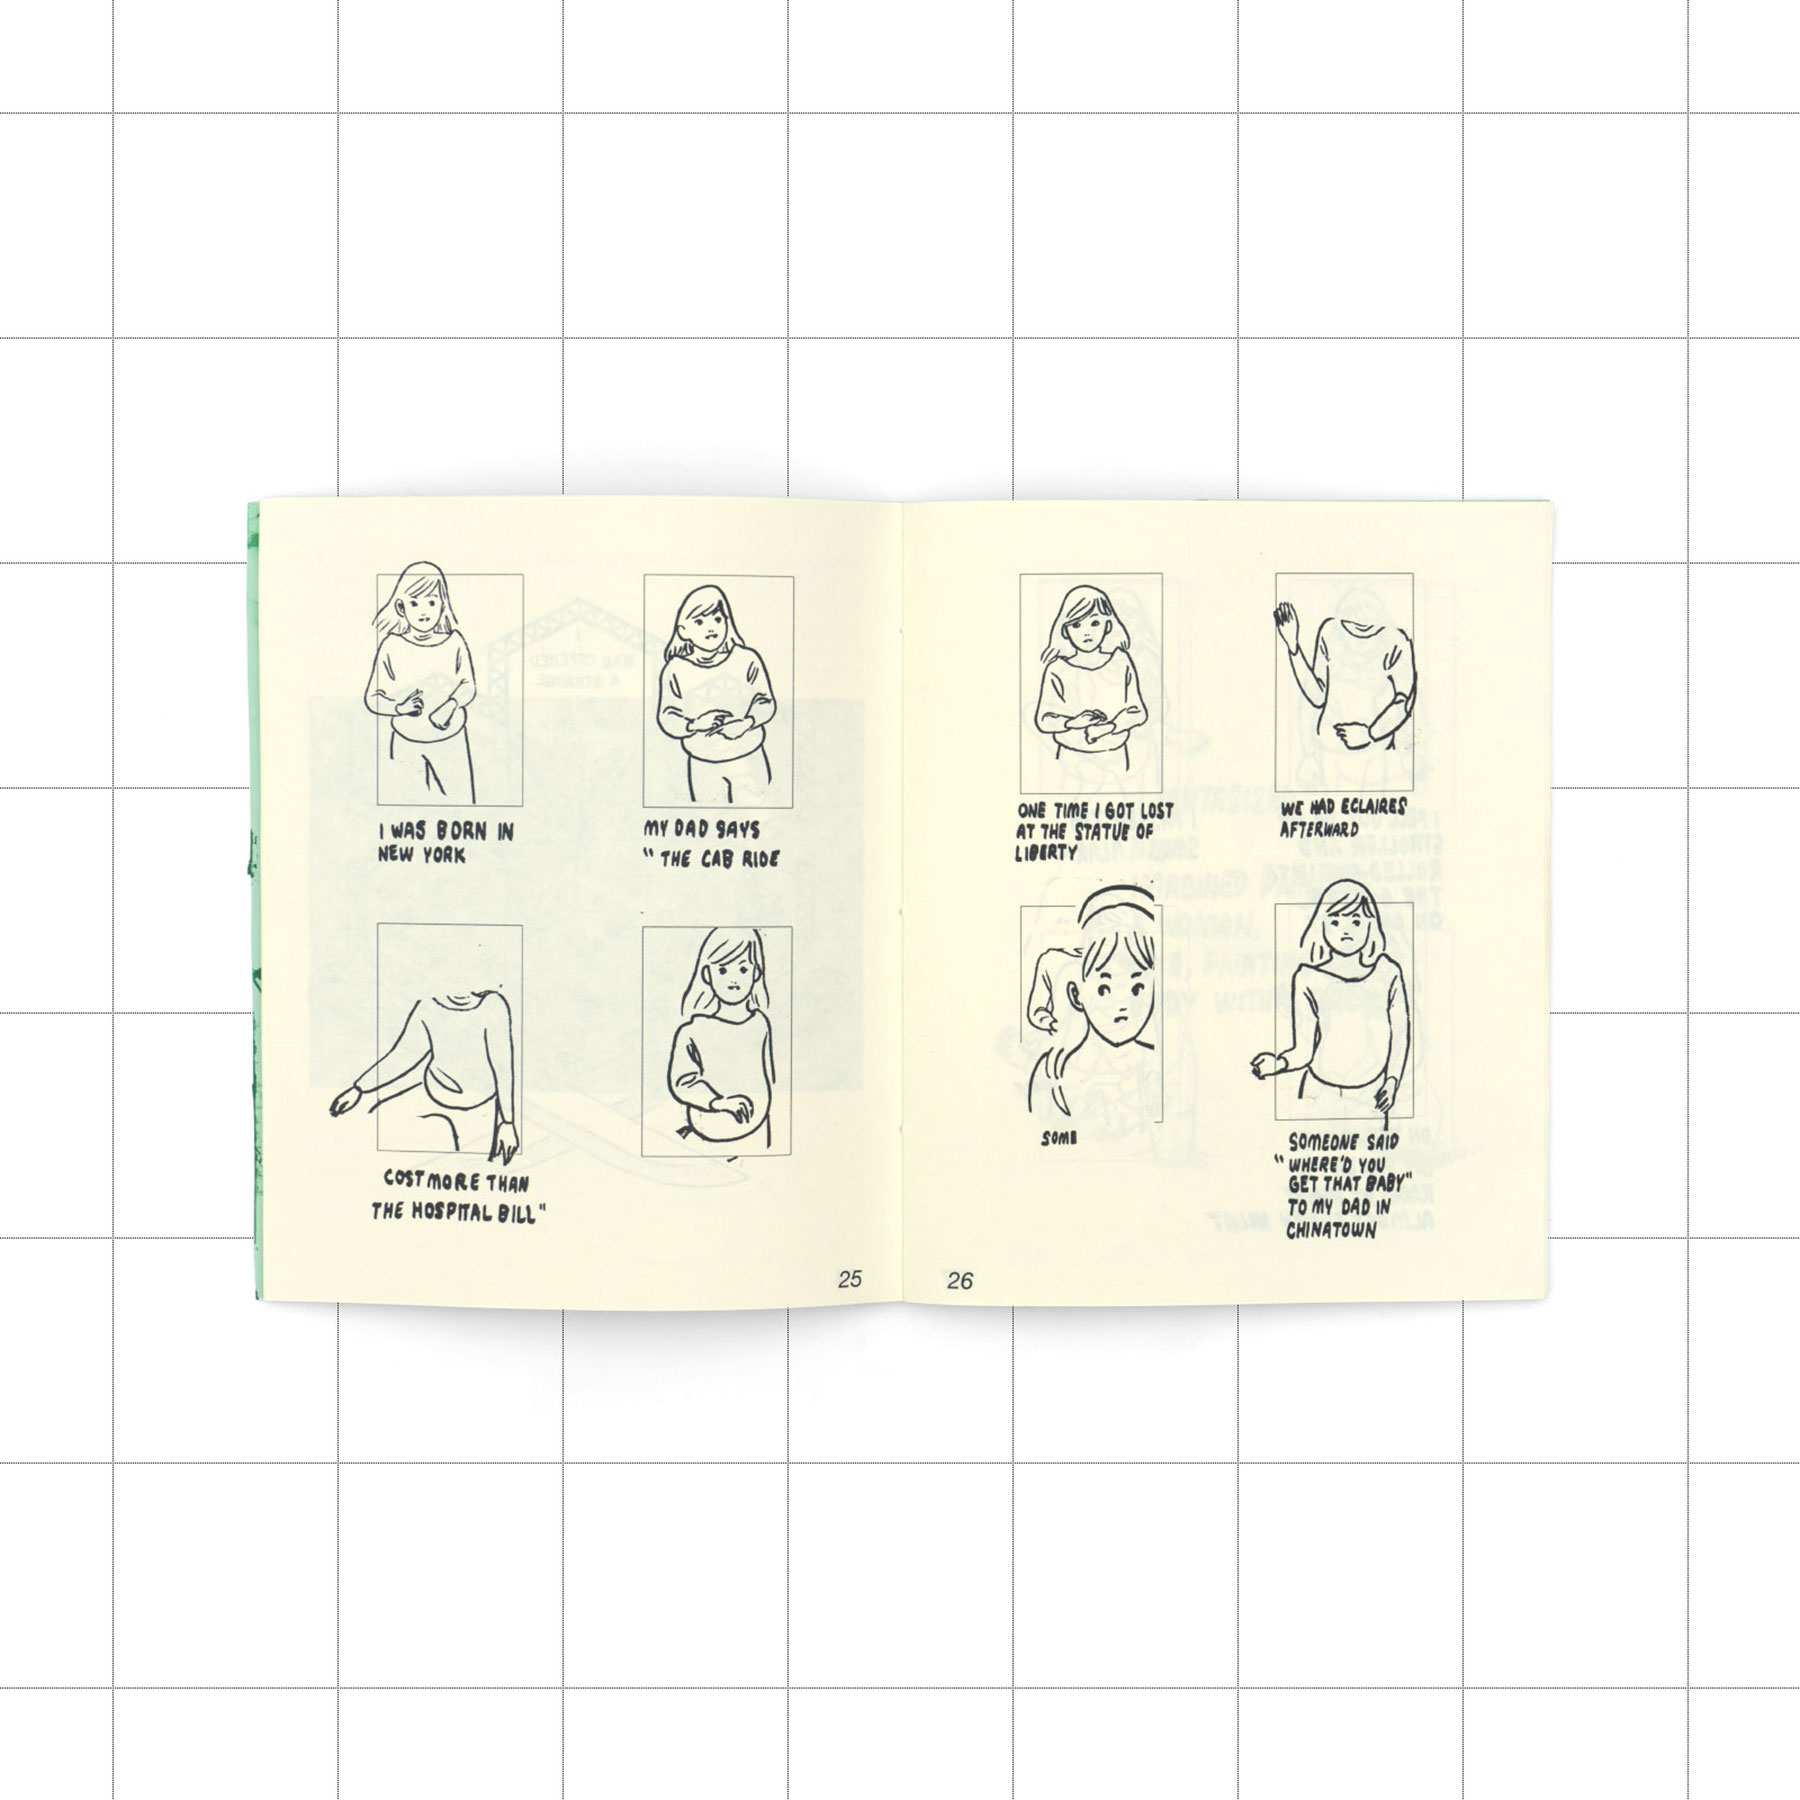 I WAS BORN IN
NEW YORK
MY DAD SAYS
" THE CAB RIDE
COST MORE THAN
THE HOSPITAL BILL"
25
ONE TIME I GOT LOST
AT THE STATUE OF
LIBERTY
WE HAD ECLAIRES
AFTERWARD
SOME
SOMEONE SAID
" WHERE'D YOU
GET THAT BABY"
TO MY DAD IN
CHINATOWN
26